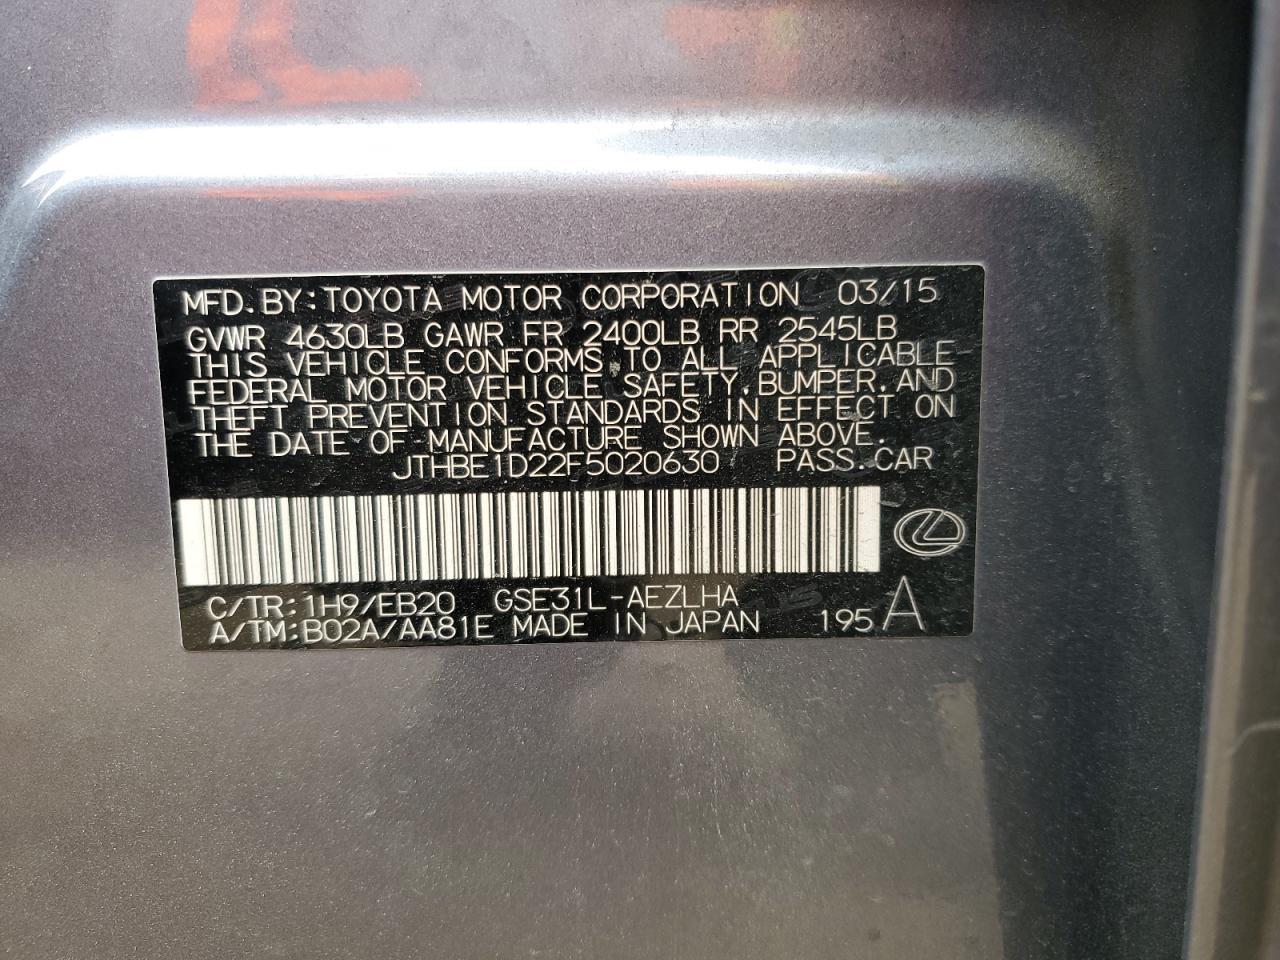 MFD.BY:TOYOTA MOTOR CORPORATION 03/15
GVWR 4630LB GAWR FR 2400LB RR 2545LB
THIS VEHICLE CONFORMS TO ALL APPLICABLE
FEDERAL MOTOR VEHICLE SAFETY,BUMPER,AND
THEFT PREVENTION STANDARDS IN EFFECT ON
THE DATE OF MANUFACTURE SHOWN ABOVE.
JTHBE1D22F5020630 PASS.CAR
C/TR:1H9/EB20 GSE31L-AEZLHA
A/TM:B02A/AA81E MADE IN JAPAN 195 A